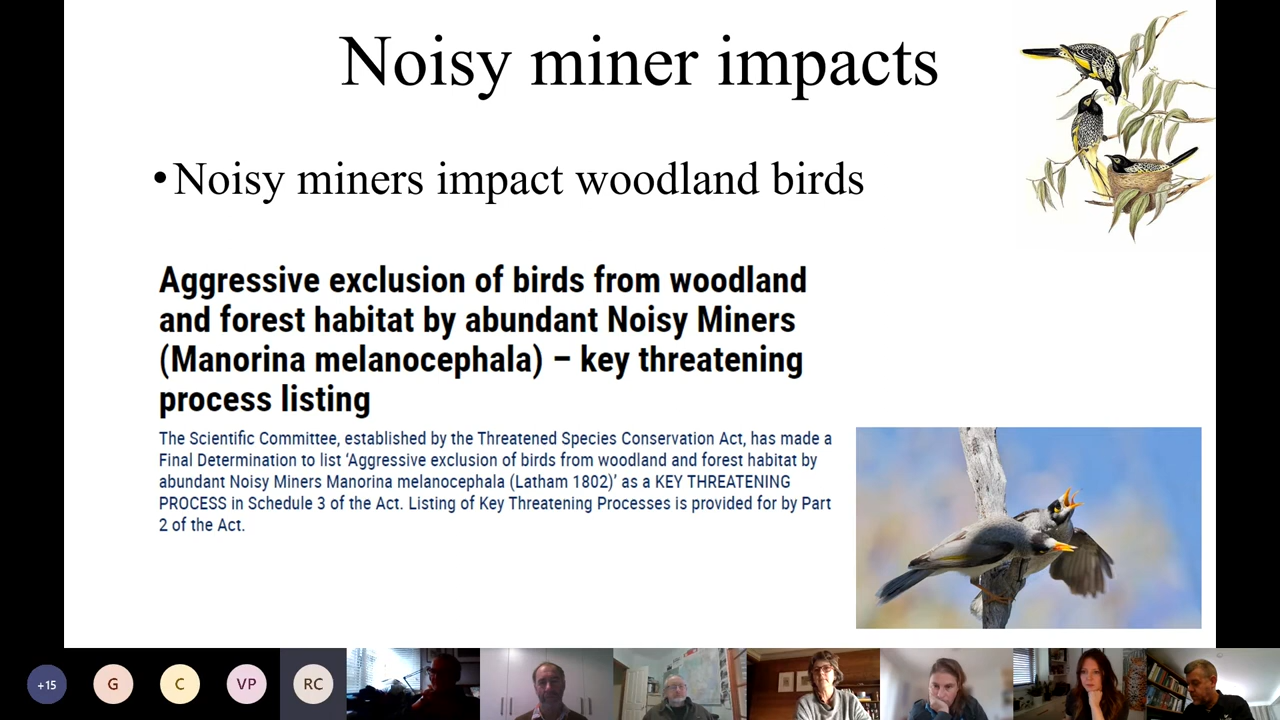 Noisy miner impacts
•Noisy miners impact woodland birds
Aggressive exclusion of birds from woodland
and forest habitat by abundant Noisy Miners
(Manorina melanocephala) – key threatening
process listing
The Scientific Committee, established by the Threatened Species Conservation Act, has made a
Final Determination to list ‘Aggressive exclusion of birds from woodland and forest habitat by
abundant Noisy Miners Manorina melanocephala (Latham 1802)’ as a KEY THREATENING
PROCESS in Schedule 3 of the Act. Listing of Key Threatening Processes is provided for by Part
2 of the Act.
+15
G
C
VP
RC